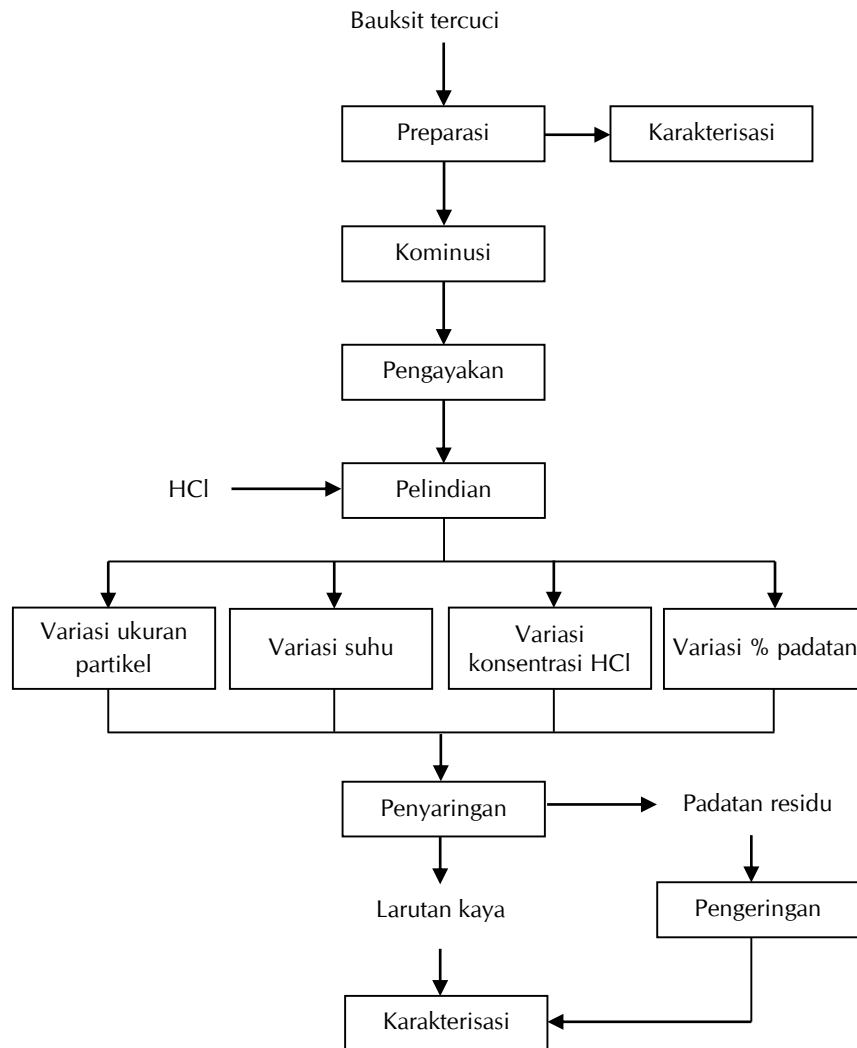 Bauksit tercuci
Preparasi
Karakterisasi
Kominusi
Pengayakan
HCl
Pelindian
Variasi ukuran
partikel
Variasi suhu
Variasi
konsentrasi HCl
Variasi % padatan
Penyaringan
Padatan residu
Larutan kaya
Pengeringan
Karakterisasi